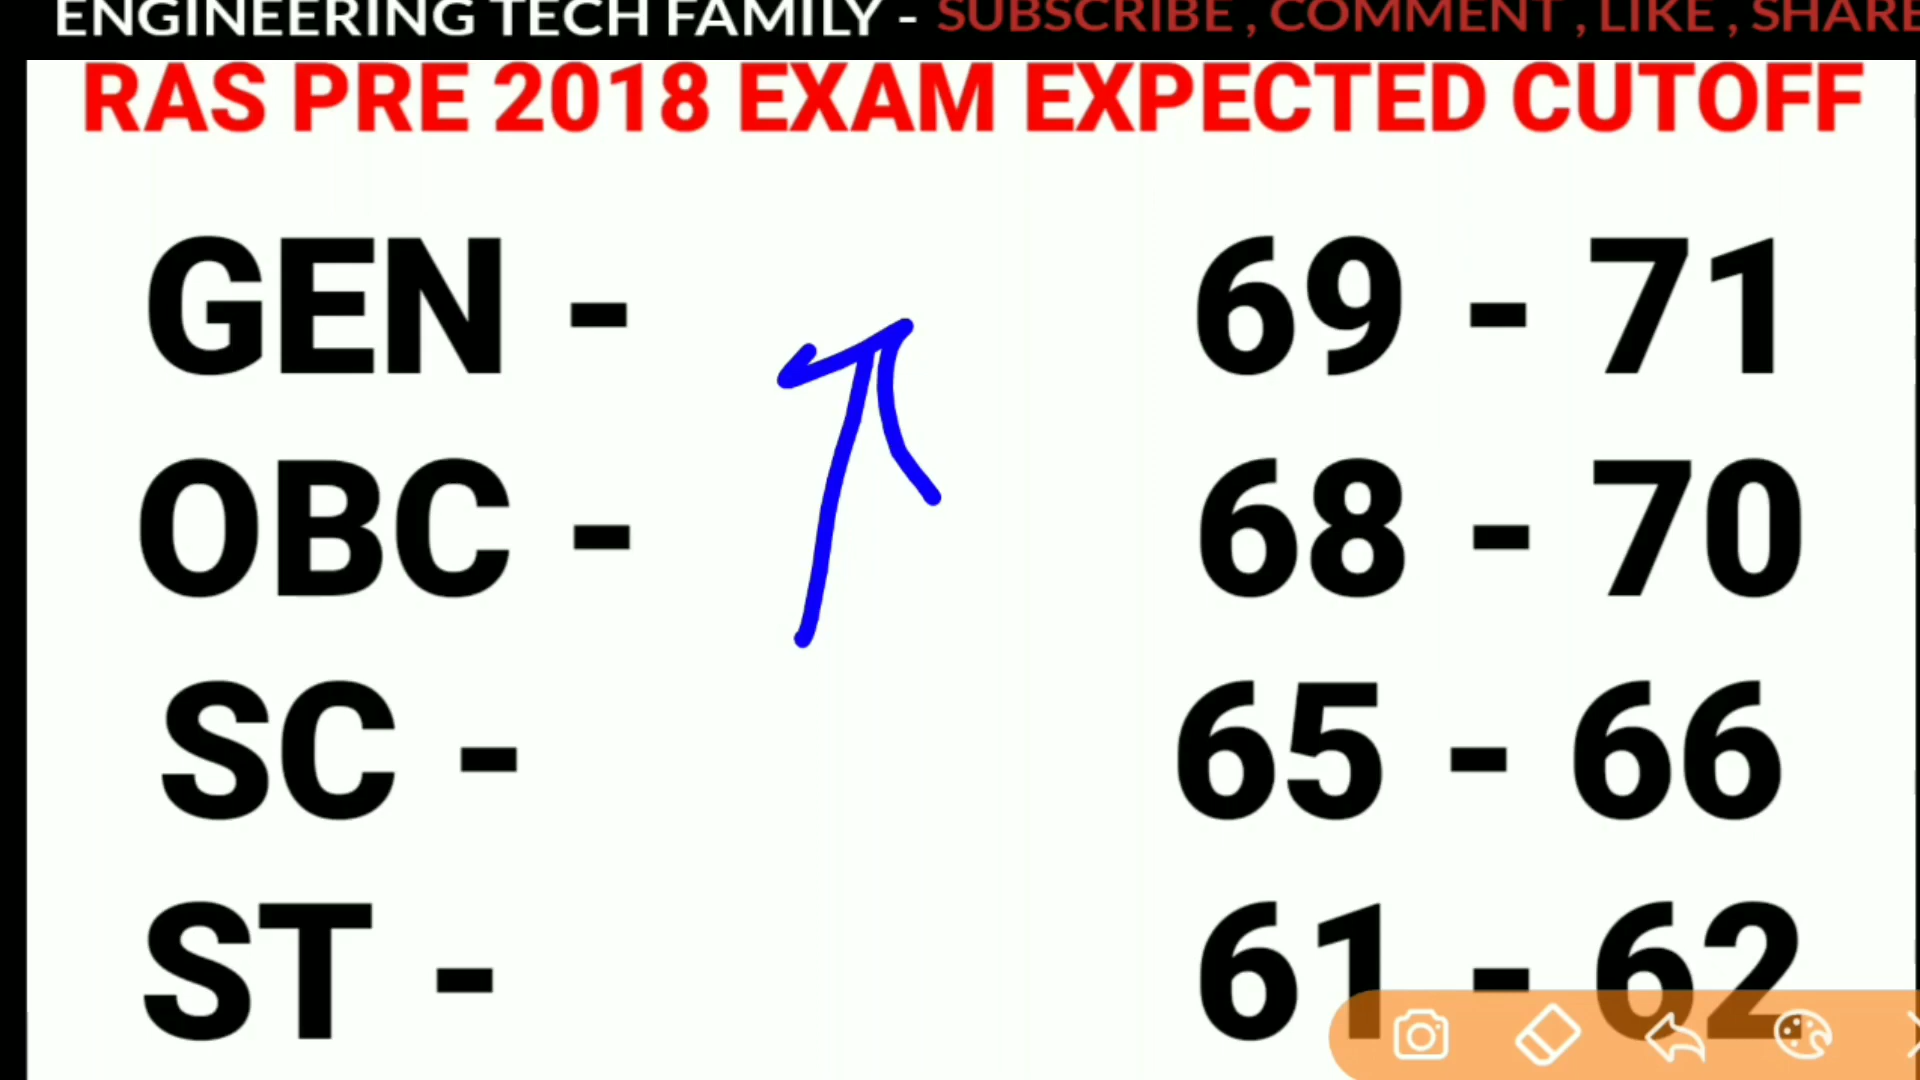 ENGINEERING TECH FAMILY - SUBSCRIBE , COMMENT , LIKE , SHARE
RAS PRE 2018 EXAM EXPECTED CUTOFF
GEN - 69 - 71
OBC - 68 - 70
SC - 65 - 66
ST - 61 - 62